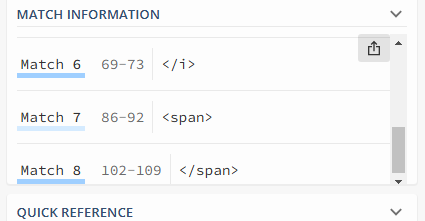 MATCH INFORMATION
Match 6 69-73 </i>
Match 7 86-92 <span>
Match 8 102-109 </span>
QUICK REFERENCE